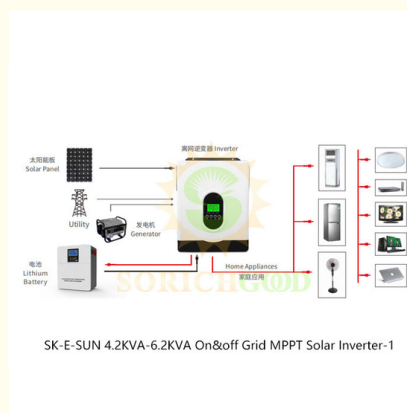 离网逆变器 Inverter
太阳能板
Solar Panel
Utility
发电机
Generator
电池
Lithium
Battery
Home Appliances
家庭应用
SORICHGOOD
SK-E-SUN 4.2KVA-6.2KVA On&off Grid MPPT Solar Inverter-1